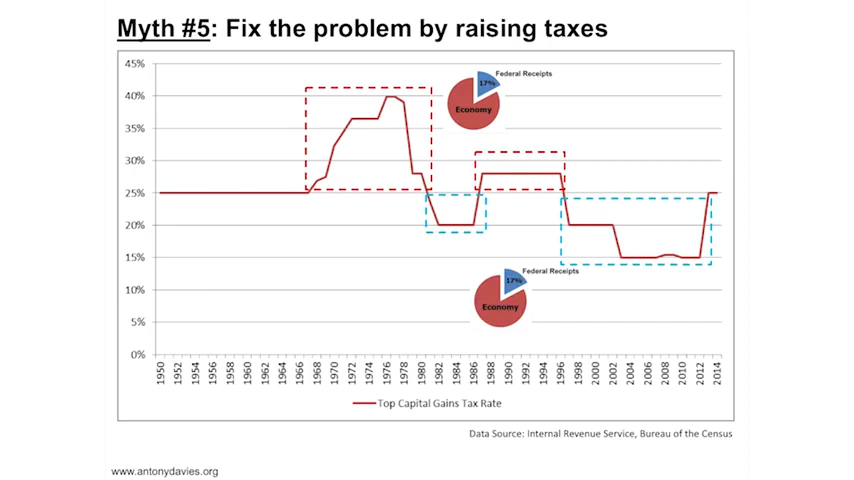 Myth #5: Fix the problem by raising taxes
45%
40%
35%
30%
25%
20%
15%
10%
5%
0%
Federal Receipts
17%
Economy
Federal Receipts
17%
Economy
1950 1952 1954 1956 1958 1960 1962 1964 1966 1968 1970 1972 1974 1976 1978 1980 1982 1984 1986 1988 1990 1992 1994 1996 1998 2000 2002 2004 2006 2008 2010 2012 2014
Top Capital Gains Tax Rate
Data Source: Internal Revenue Service, Bureau of the Census
www.antonydavies.org